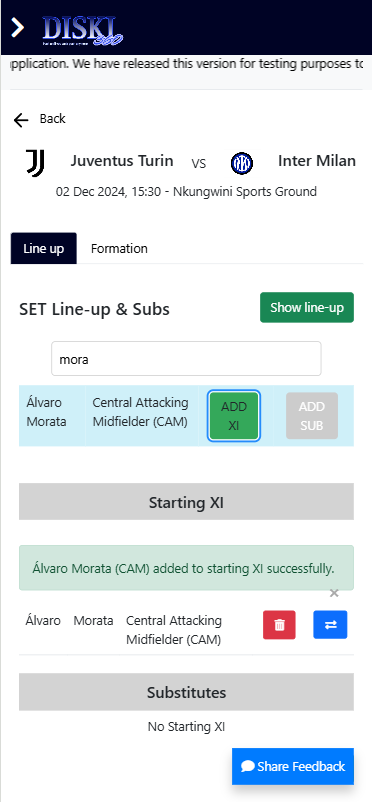 DISKI
pplication. We have released this version for testing purposes to
Back
Juventus Turin vs Inter Milan
02 Dec 2024, 15:30 - Nkungwini Sports Ground
Line up Formation
SET Line-up & Subs Show line-up
mora
Álvaro Morata Central Attacking Midfielder (CAM) ADD XI ADD SUB
Starting XI
Álvaro Morata (CAM) added to starting XI successfully.
×
Álvaro Morata Central Attacking
Midfielder (CAM)
Substitutes
No Starting XI
Share Feedback